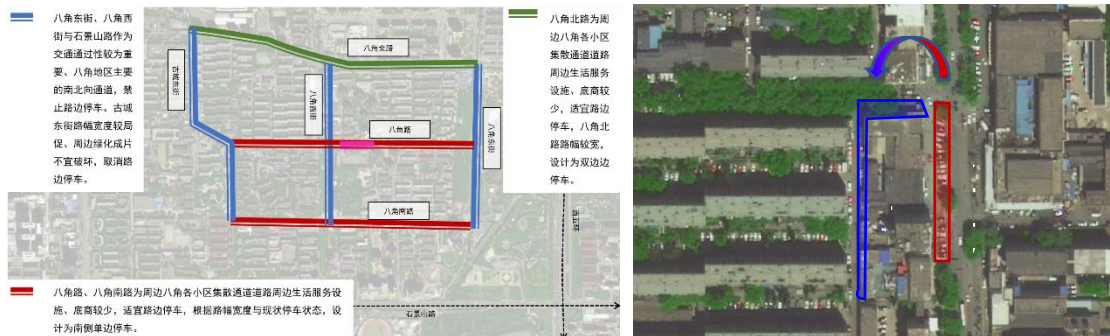 八角东街、八角西
街与石景山路作为
交通通过性较为重
要、八角地区主要
的南北向通道，禁
止路边停车。古城
东街路幅宽度较局
促、周边绿化成片
不宜破坏，取消路
边停车。
八角北路
古城东街
八角西街
八角路
八角东街
八角南路
西五环
石景山路
八角北路为周
边八角各小区
集散通道道路
周边生活服务
设施、底商较
少，适宜路边
停车，八角北
路路幅较宽，
设计为双边边
停车。
八角路、八角南路为周边八角各小区集散通道道路周边生活服务设
施、底商较少，适宜路边停车，根据路幅宽度与现状停车状态，设
计为南侧单边停车。